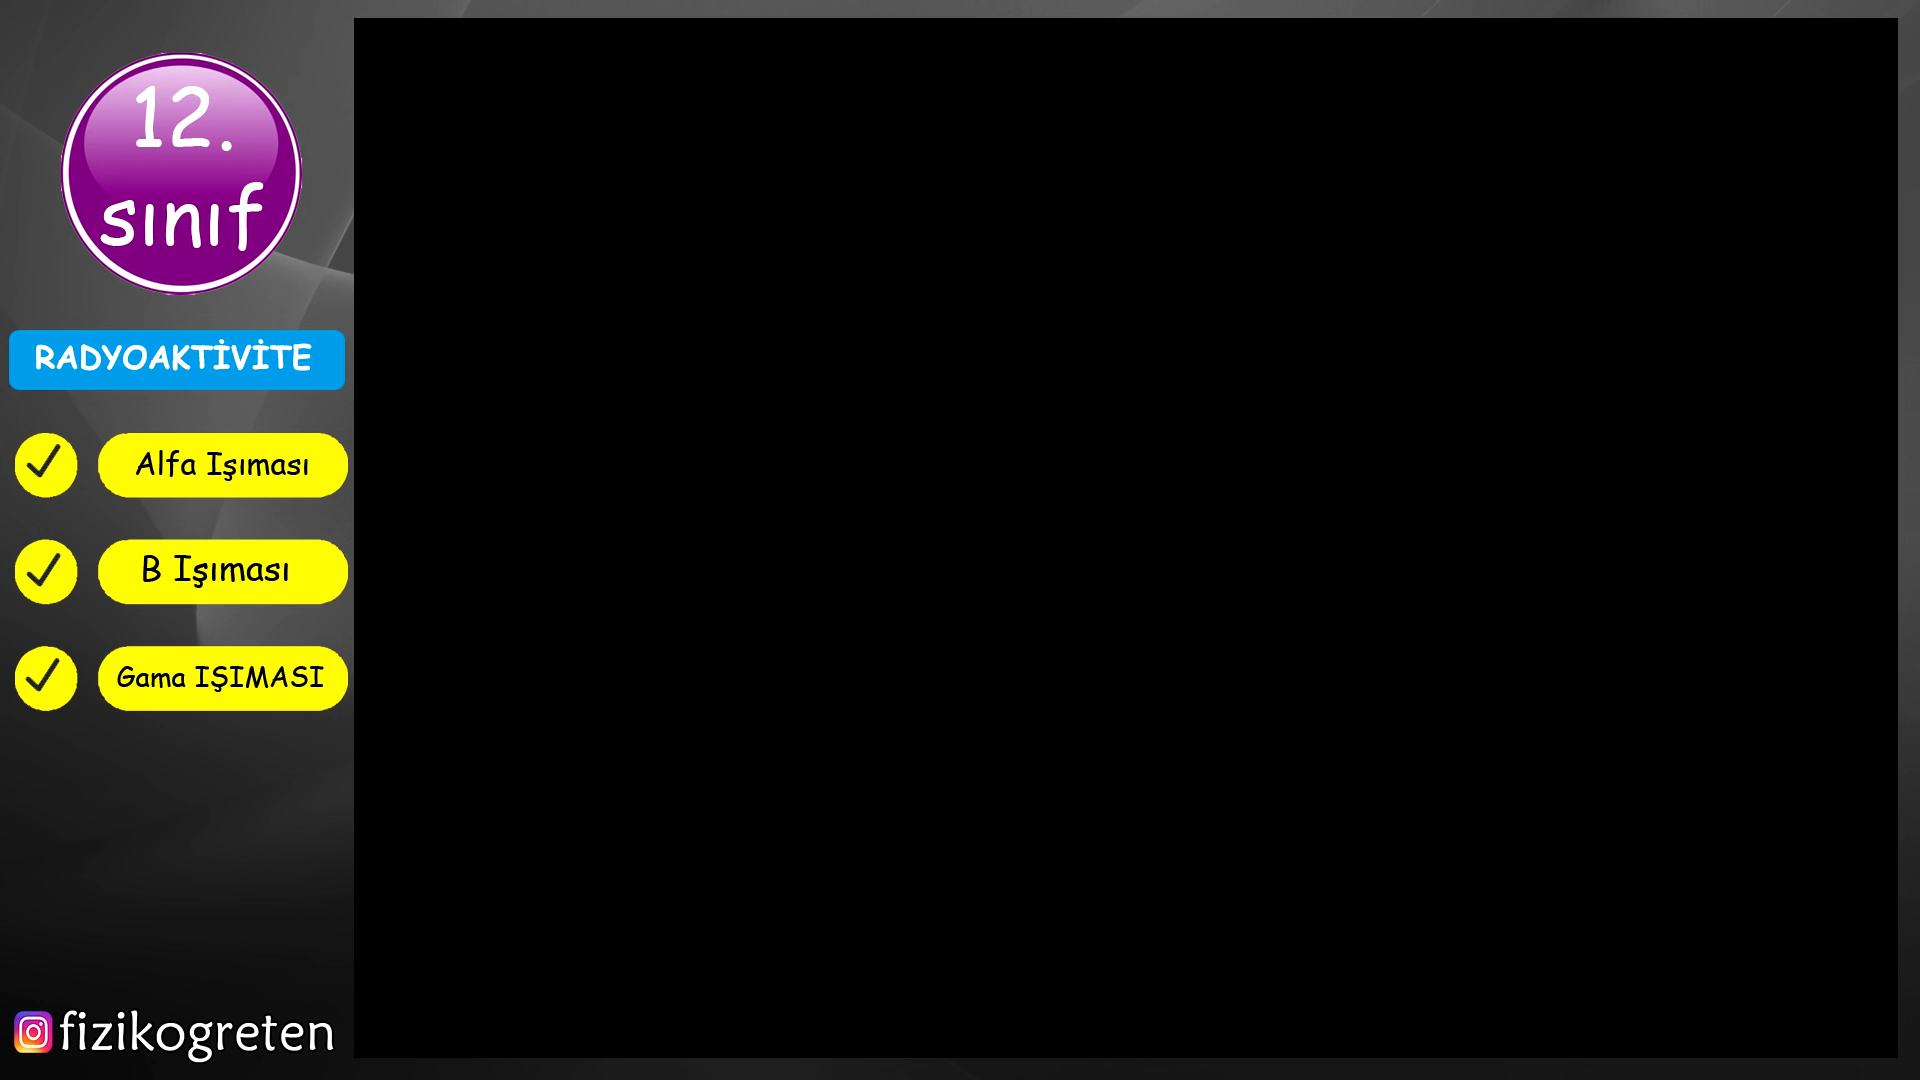 12.
sınıf
RADYOAKTİVİTE
Alfa Işıması
B Işıması
Gama IŞIMASI
fizikogreten